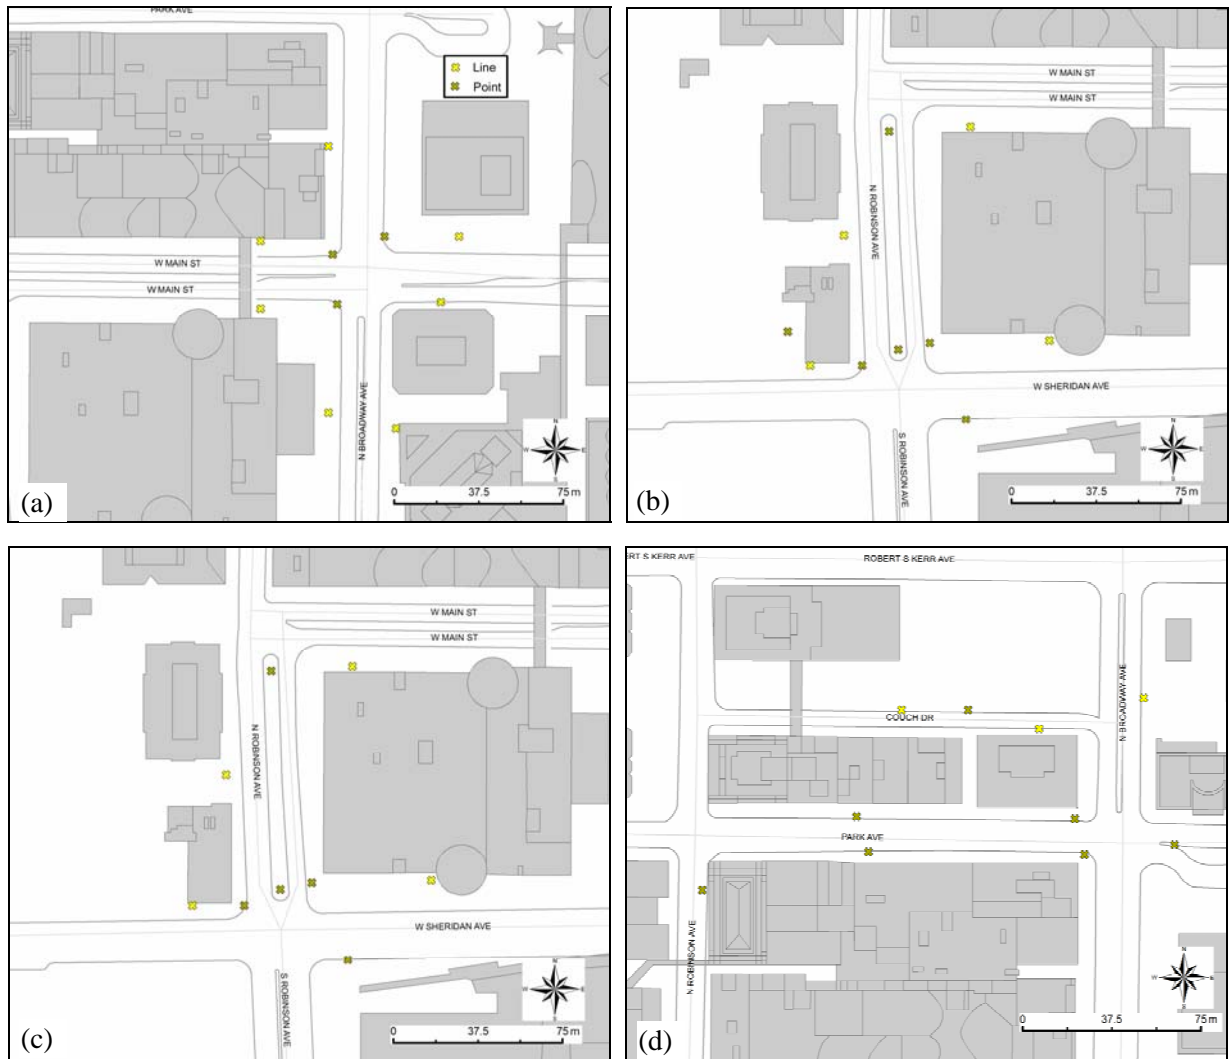 PARK AVE
Line
Point
W MAIN ST
W MAIN ST
N BROADWAY AVE
N
W
E
S
0 37.5 75 m
(a)
W MAIN ST
W MAIN ST
N ROBINSON AVE
W SHERIDAN AVE
S ROBINSON AVE
N
W
E
S
0 37.5 75 m
(b)
W MAIN ST
W MAIN ST
N ROBINSON AVE
W SHERIDAN AVE
S ROBINSON AVE
N
W
E
S
0 37.5 75 m
(c)
ERT S KERR AVE
ROBERT S KERR AVE
N BROADWAY AVE
COUCH DR
PARK AVE
N ROBINSON AVE
N
W
E
S
0 37.5 75 m
(d)